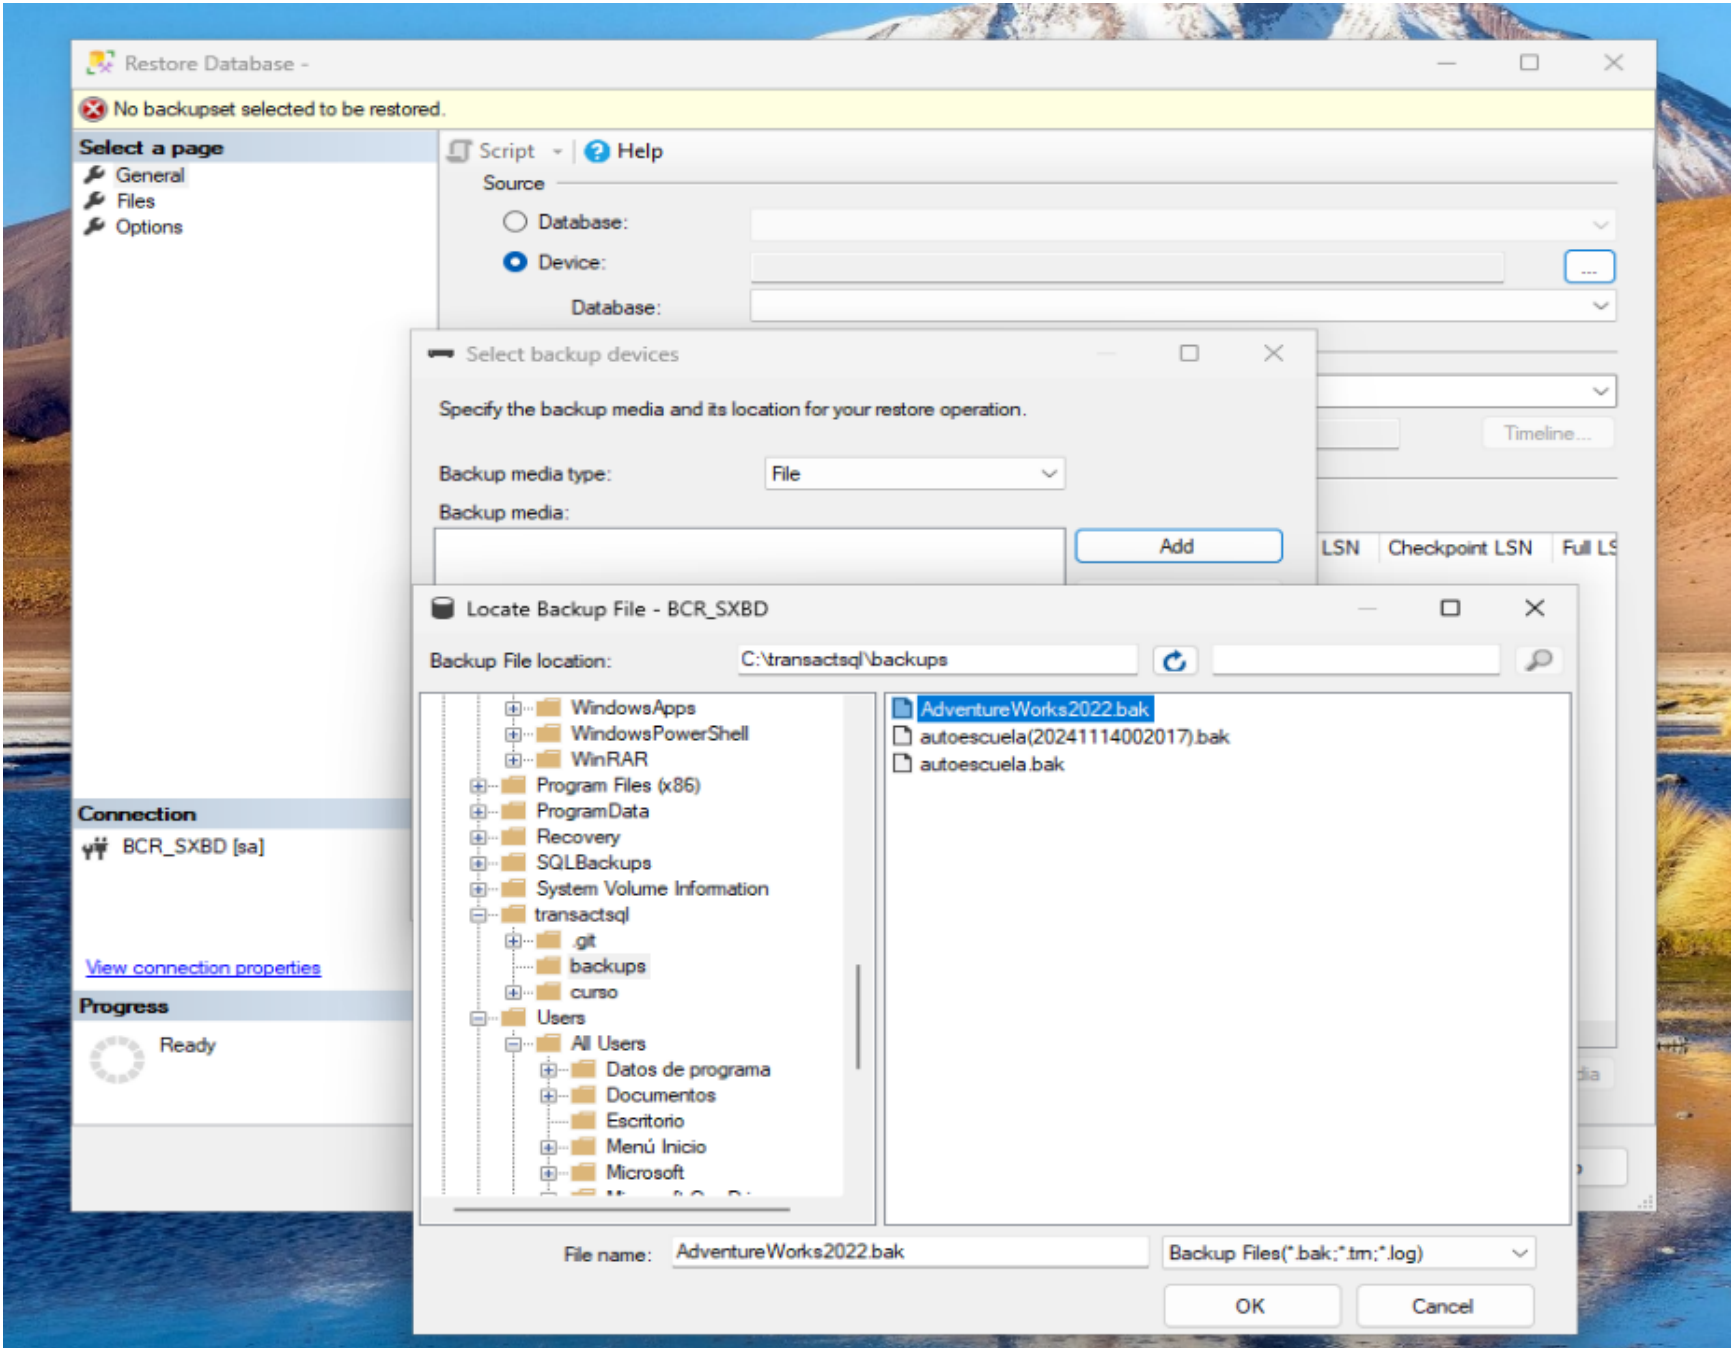 Restore Database -
No backupset selected to be restored.
Select a page
General
Files
Options
Script
Help
Source
Database:
Device:
...
Database:
Timeline...
LSN Checkpoint LSN Full LS
Select backup devices
Specify the backup media and its location for your restore operation.
Backup media type: File
Backup media:
Add
Locate Backup File - BCR_SXBD
Backup File location: C:\transactsql\backups
WindowsApps
WindowsPowerShell
WinRAR
Program Files (x86)
ProgramData
Recovery
SQLBackups
System Volume Information
transactsql
.git
backups
curso
Users
All Users
Datos de programa
Documentos
Escritorio
Menú Inicio
Microsoft
AdventureWorks2022.bak
autoescuela(20241114002017).bak
autoescuela.bak
File name: AdventureWorks2022.bak
Backup Files(*.bak;*.trn;*.log)
OK
Cancel
Connection
BCR_SXBD [sa]
View connection properties
Progress
Ready